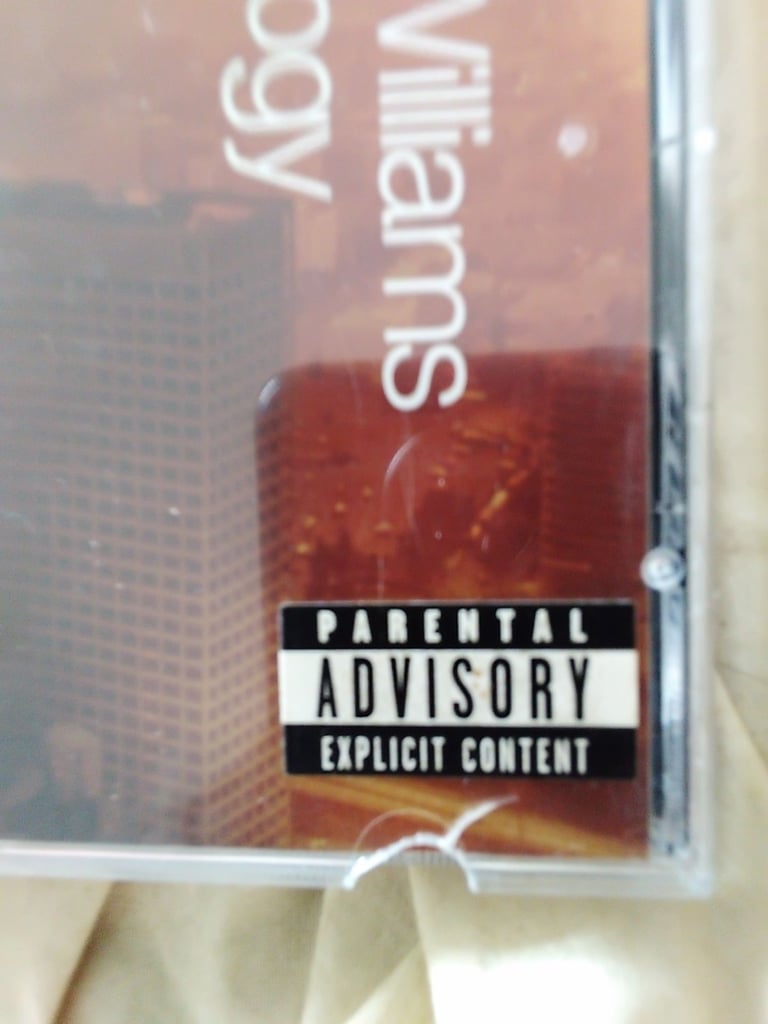 Williams
ogy
PARENTAL
ADVISORY
EXPLICIT CONTENT